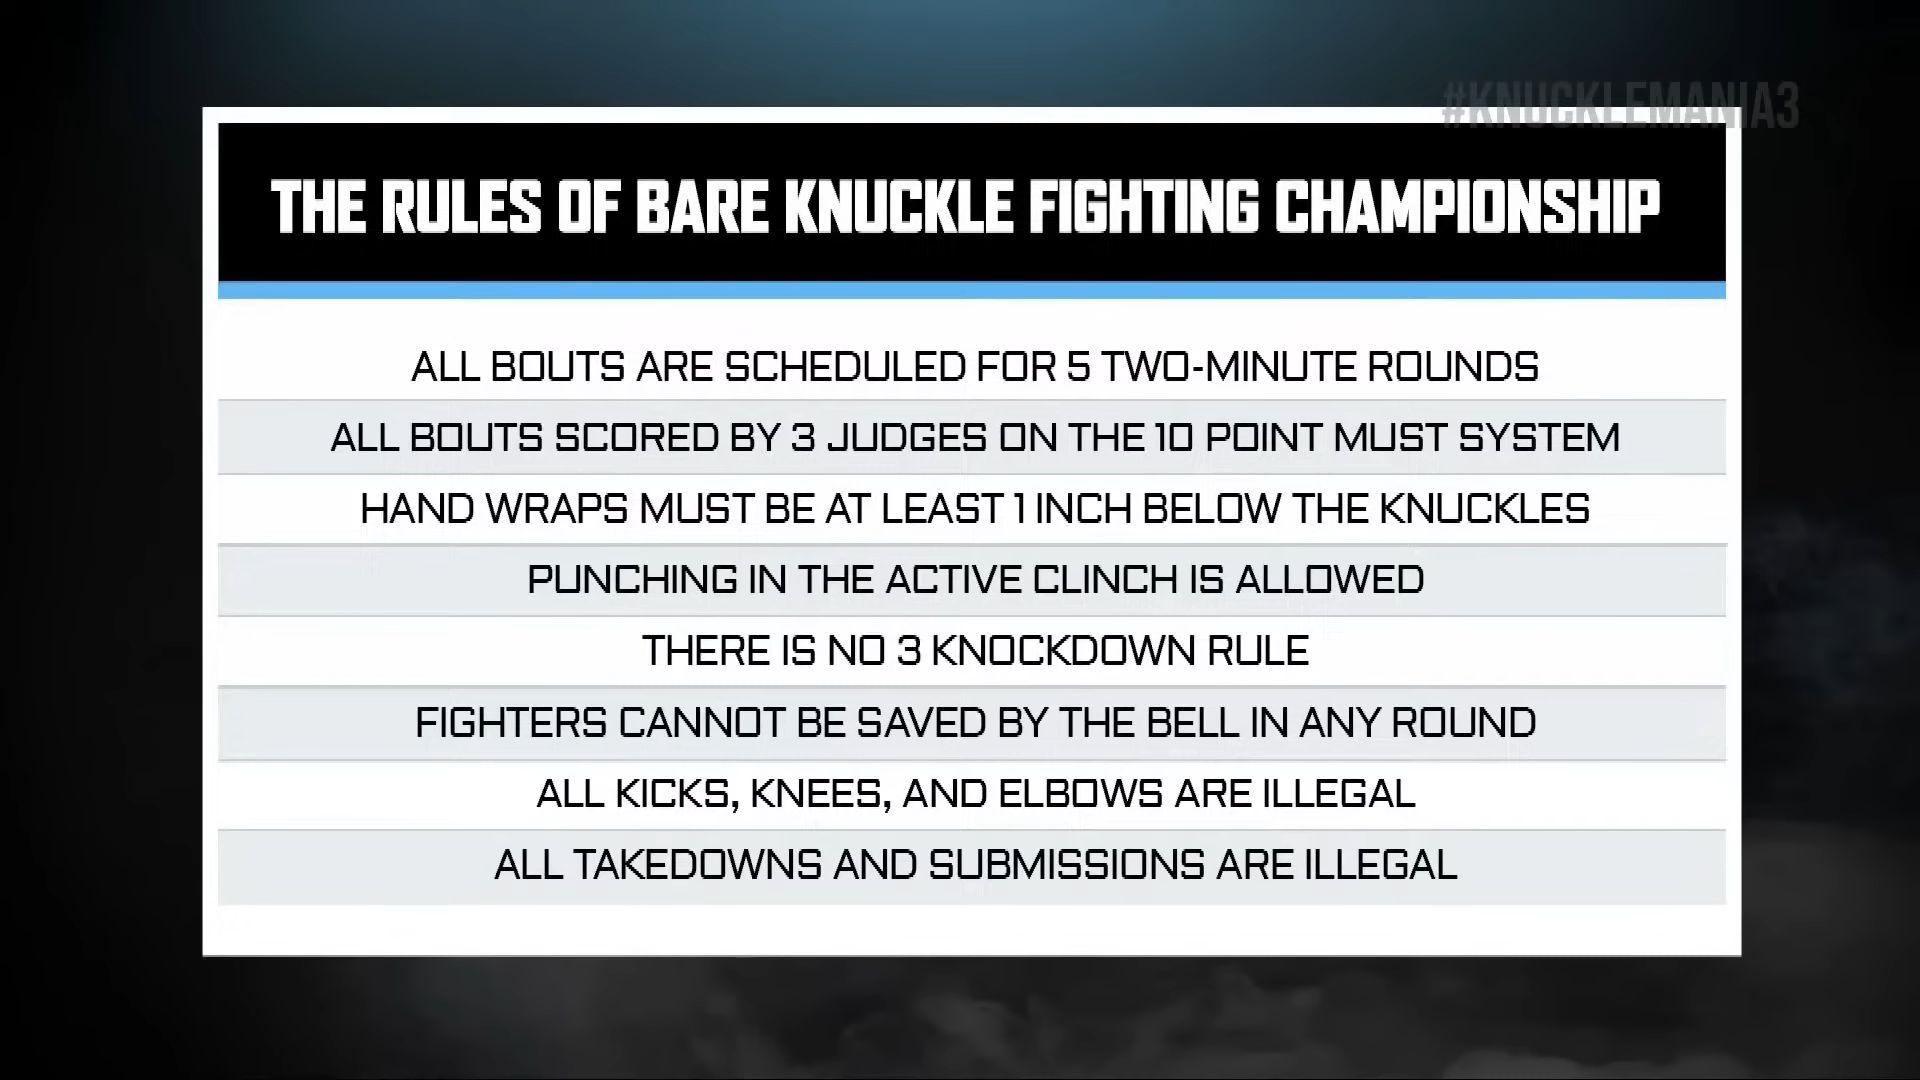 #KNUCKLEMANIA3
THE RULES OF BARE KNUCKLE FIGHTING CHAMPIONSHIP
ALL BOUTS ARE SCHEDULED FOR 5 TWO-MINUTE ROUNDS
ALL BOUTS SCORED BY 3 JUDGES ON THE 10 POINT MUST SYSTEM
HAND WRAPS MUST BE AT LEAST 1 INCH BELOW THE KNUCKLES
PUNCHING IN THE ACTIVE CLINCH IS ALLOWED
THERE IS NO 3 KNOCKDOWN RULE
FIGHTERS CANNOT BE SAVED BY THE BELL IN ANY ROUND
ALL KICKS, KNEES, AND ELBOWS ARE ILLEGAL
ALL TAKEDOWNS AND SUBMISSIONS ARE ILLEGAL